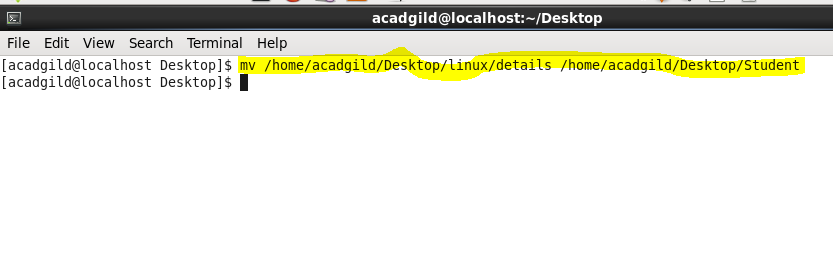 acadgild@localhost:~/Desktop
File Edit View Search Terminal Help
[acadgild@localhost Desktop]$ mv /home/acadgild/Desktop/linux/details /home/acadgild/Desktop/Student
[acadgild@localhost Desktop]$